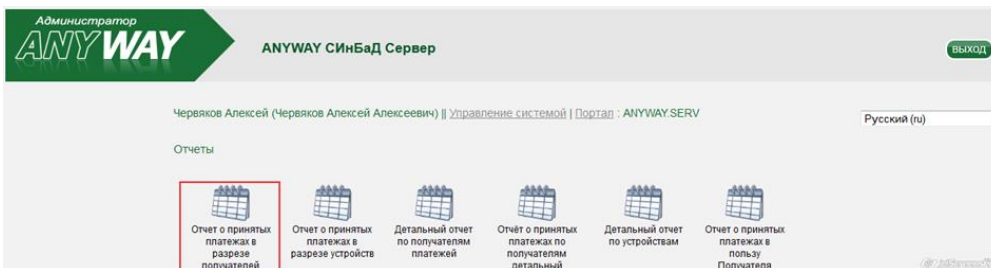 Администратор
ANYWAY
ANYWAY СИнБаД Сервер
ВЫХОД
Червяков Алексей (Червяков Алексей Алексеевич) || Управление системой | Портал : ANYWAY.SERV
Русский (ru)
Отчеты
Отчет о принятых платежах в разрезе получателей
Отчет о принятых платежах в разрезе устройств
Детальный отчет по получателям платежей
Отчёт о принятых платежах по получателям детальный
Детальный отчет по устройствам
Отчет о принятых платежах в пользу Получателя